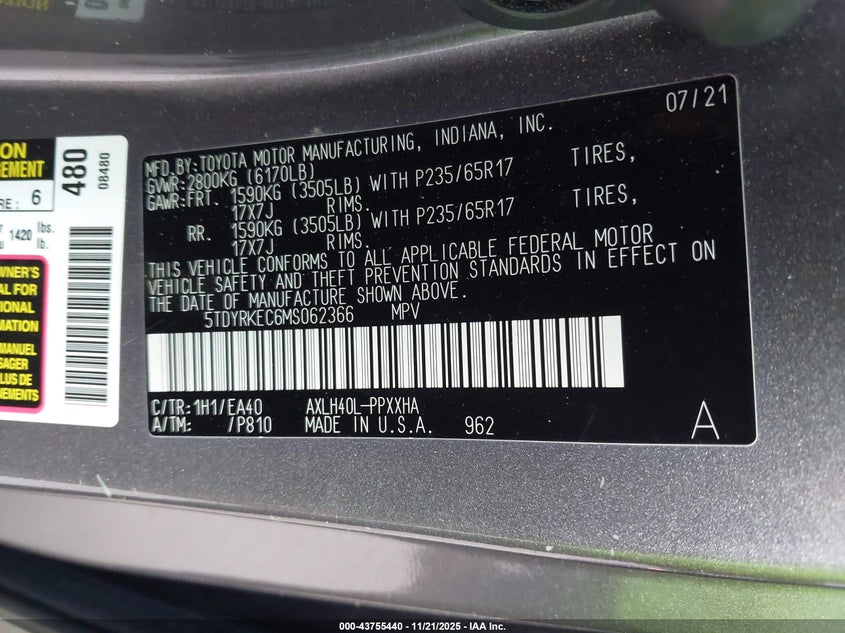 07/21
MFD.BY:TOYOTA MOTOR MANUFACTURING, INDIANA, INC.
GVWR:2800KG (6170LB)
GAWR:FRT. 1590KG (3505LB) WITH P235/65R17 TIRES,
17X7J RIMS.
RR. 1590KG (3505LB) WITH P235/65R17 TIRES,
17X7J RIMS.
THIS VEHICLE CONFORMS TO ALL APPLICABLE FEDERAL MOTOR
VEHICLE SAFETY AND THEFT PREVENTION STANDARDS IN EFFECT ON
THE DATE OF MANUFACTURE SHOWN ABOVE.
5TDYRKEC6MS062366 MPV
C/TR:1H1/EA40 AXLH40L-PPXXHA
A/TM: /P810 MADE IN U.S.A. 962
A
480
08480
6
1420 lbs.
lb.
000-43755440 - 11/21/2025 - IAA Inc.